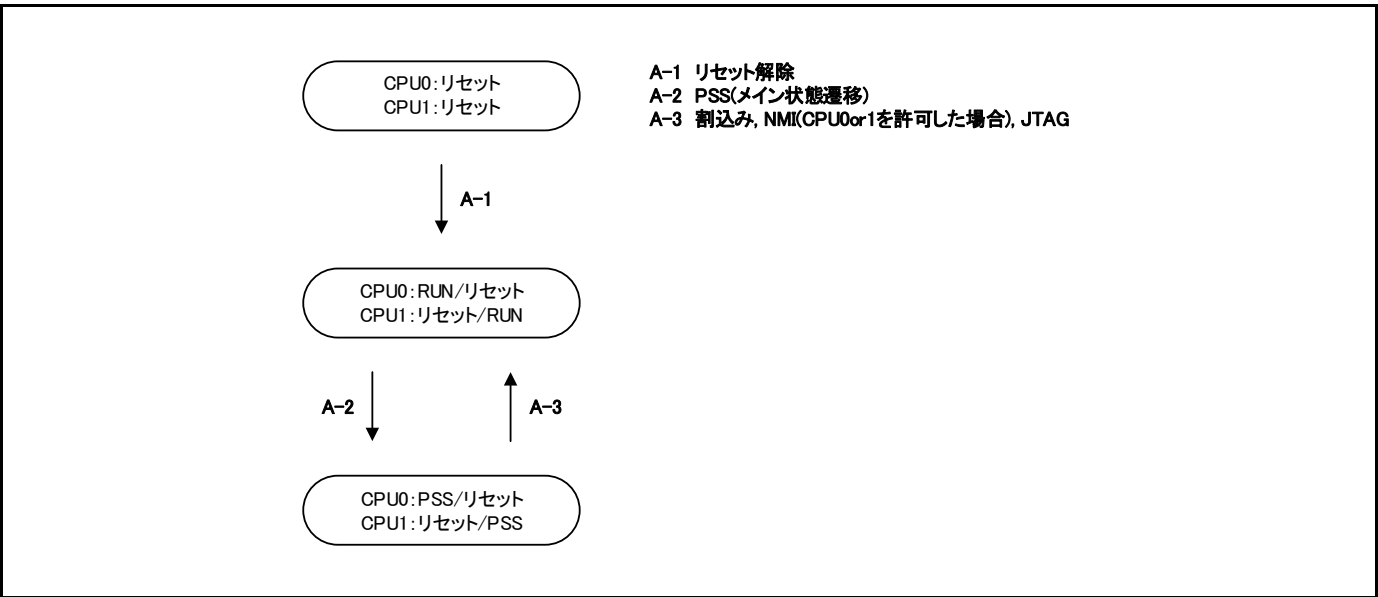 CPU0：リセット
CPU1：リセット
A-1 リセット解除
A-2 PSS(メイン状態遷移)
A-3 割込み, NMI(CPU0or1を許可した場合), JTAG
A-1
CPU0：RUN/リセット
CPU1：リセット/RUN
A-2
A-3
CPU0：PSS/リセット
CPU1：リセット/PSS